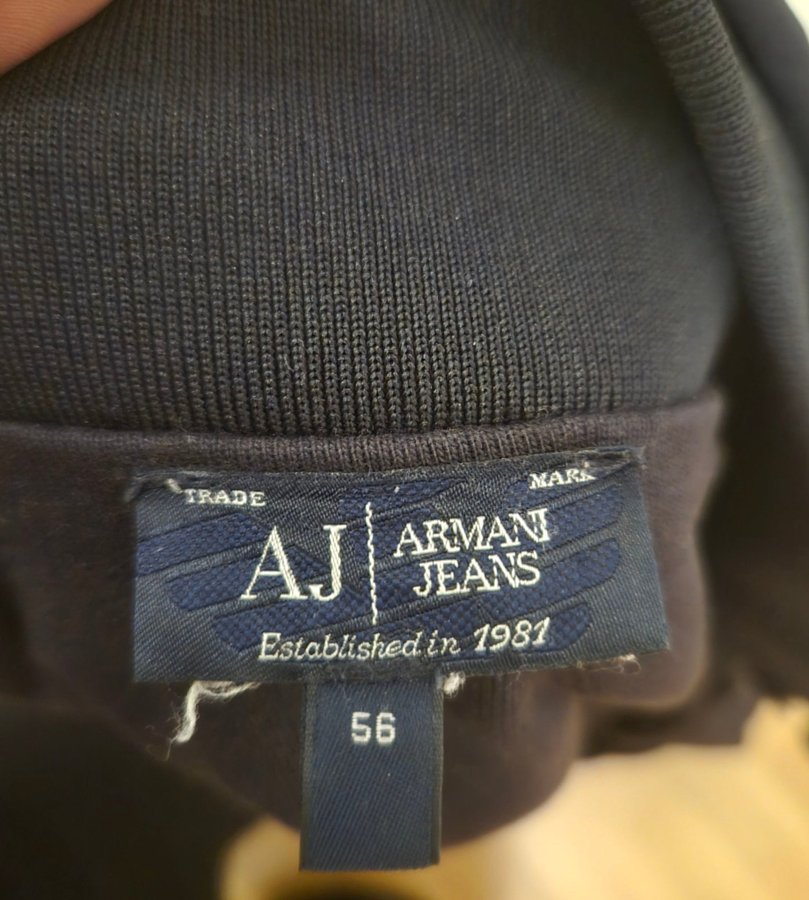 TRADE MARK
AJ ARMANI
JEANS
Established in 1981
56